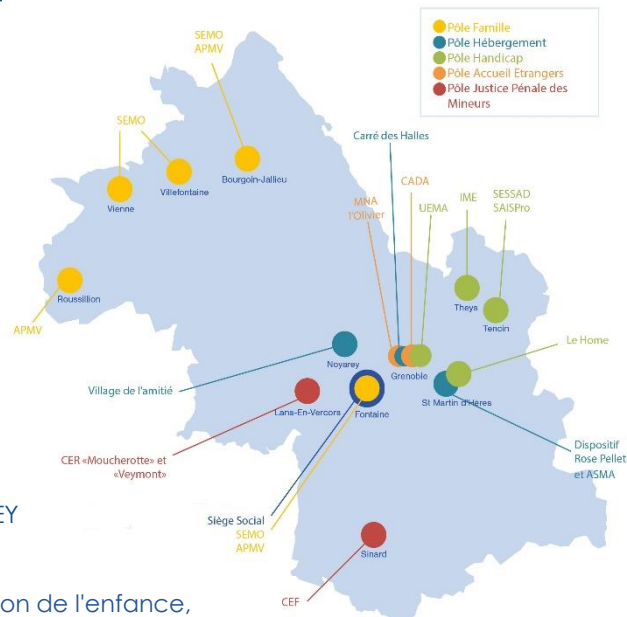 Pôle Famille
Pôle Hébergement
Pôle Handicap
Pôle Accueil Etrangers
Pôle Justice Pénale des
Mineurs
SEMO
APMV
SEMO
Vienne
Villefontaine
Bourgoin-Jallieu
Roussillion
APMV
Carré des Halles
MNA
l'Olivier
CADA
UEMA
IME
SESSAD
SAISPro
Theys
Tencin
Noyarey
Grenoble
Le Home
Village de l'amitié
Lans-En-Vercors
Fontaine
St Martin d'Hères
Dispositif
Rose Pellet
et ASMA
CER «Moucherotte» et
«Veymont»
EY
Siège Social
SEMO
APMV
Sinard
CEF
on de l'enfance,